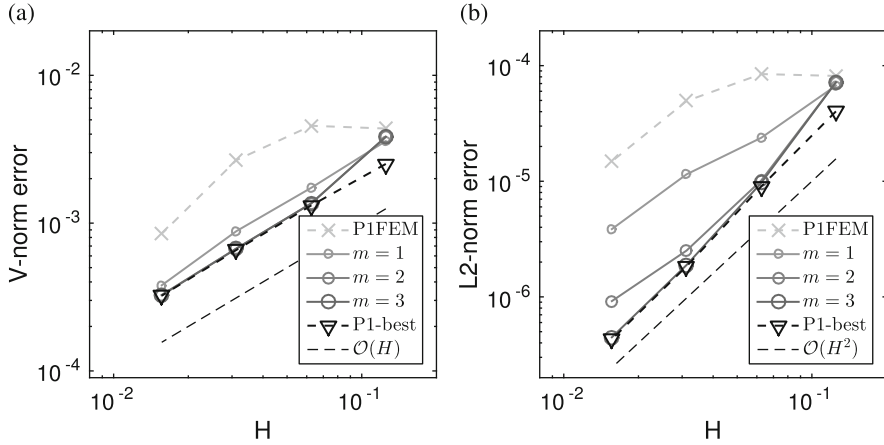 (a)
V-norm error
10^{-2}
10^{-3}
10^{-4}
10^{-2}
10^{-1}
H
P1FEM
m = 1
m = 2
m = 3
P1-best
𝒪(H)
(b)
L2-norm error
10^{-4}
10^{-5}
10^{-6}
10^{-2}
10^{-1}
H
P1FEM
m = 1
m = 2
m = 3
P1-best
𝒪(H^2)